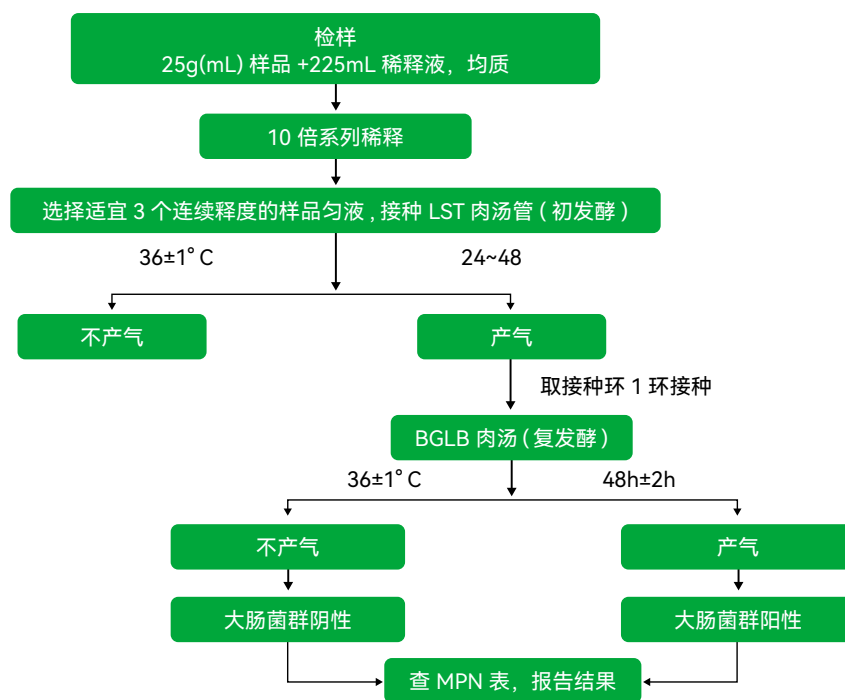 检样
25g(mL) 样品 +225mL 稀释液，均质
10 倍系列稀释
选择适宜 3 个连续释度的样品匀液 , 接种 LST 肉汤管 ( 初发酵 )
36±1° C
24~48
不产气
产气
取接种环 1 环接种
BGLB 肉汤 ( 复发酵 )
36±1° C
48h±2h
不产气
产气
大肠菌群阴性
大肠菌群阳性
查 MPN 表，报告结果